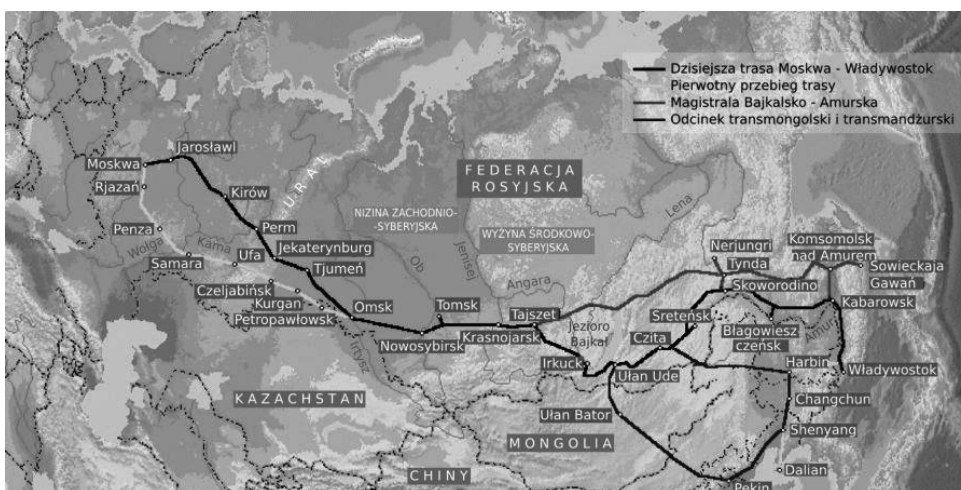 Dzisiejsza trasa Moskwa - Władywostok
Pierwotny przebieg trasy
Magistrala Bajkalsko - Amurska
Odcinek transmongolski i transmandżurski
Jarosławl
Moskwa
Rjazań
Kirów
URAL
FEDERACJA
ROSYJSKA
NIZINA ZACHODNIO-
-SYBERYJSKA
WYŻYNA ŚRODKOWO-
SYBERYJSKA
Lena
Penza
Perm
Wołga
Kama
Ufa
Jekaterynburg
Samara
Tjumeń
Ob
Jenisej
Angara
Nerjungri
Tynda
Komsomolsk
nad Amurem
Sowieckaja
Gawań
Czeljabińsk
Kurgan
Petropawłowsk
Omsk
Tomsk
Tajszet
Skoworodino
Kabarowsk
Nowosybirsk
Krasnojarsk
Jezioro
Bajkał
Sreteńsk
Błagowiesz
czeńsk
Amur
Irtysz
Irkuck
Czita
Harbin
Ułan Ude
Władywostok
KAZACHSTAN
Changchun
Ułan Bator
MONGOLIA
Shenyang
CHINY
Dalian
Pekin